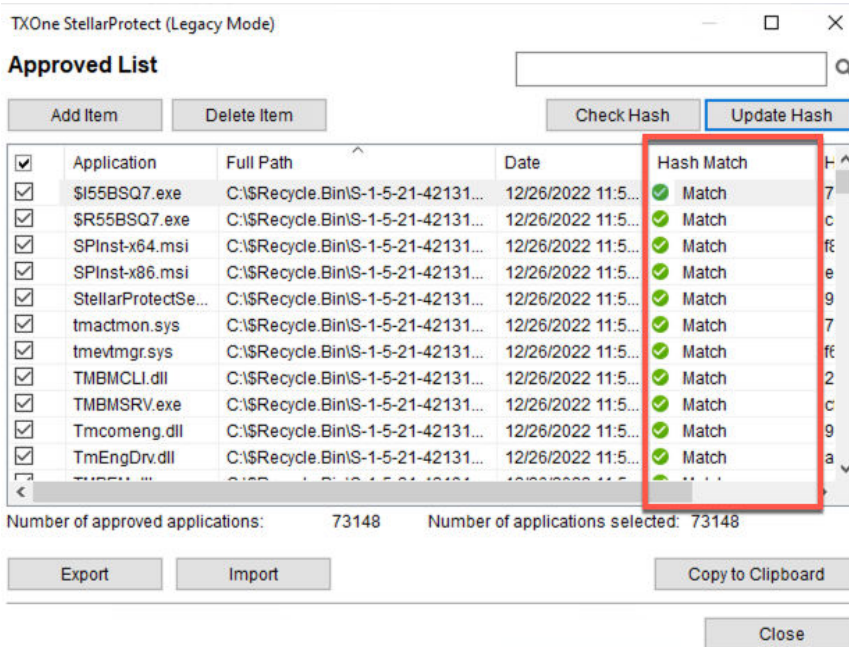 TXOne StellarProtect (Legacy Mode)
Approved List
Add Item Delete Item Check Hash Update Hash
Application Full Path Date Hash Match H
$I55BSQ7.exe C:\$Recycle.Bin\S-1-5-21-42131... 12/26/2022 11:5... Match 7
$R55BSQ7.exe C:\$Recycle.Bin\S-1-5-21-42131... 12/26/2022 11:5... Match c
SPInst-x64.msi C:\$Recycle.Bin\S-1-5-21-42131... 12/26/2022 11:5... Match f8
SPInst-x86.msi C:\$Recycle.Bin\S-1-5-21-42131... 12/26/2022 11:5... Match e
StellarProtectSe... C:\$Recycle.Bin\S-1-5-21-42131... 12/26/2022 11:5... Match 9
tmactmon.sys C:\$Recycle.Bin\S-1-5-21-42131... 12/26/2022 11:5... Match 7
tmevtmgr.sys C:\$Recycle.Bin\S-1-5-21-42131... 12/26/2022 11:5... Match
TMBMCLI.dll C:\$Recycle.Bin\S-1-5-21-42131... 12/26/2022 11:5... Match 2
TMBMSRV.exe C:\$Recycle.Bin\S-1-5-21-42131... 12/26/2022 11:5... Match
Tmcomeng.dll C:\$Recycle.Bin\S-1-5-21-42131... 12/26/2022 11:5... Match 9
TmEngDrv.dll C:\$Recycle.Bin\S-1-5-21-42131... 12/26/2022 11:5... Match a
Number of approved applications: 73148 Number of applications selected: 73148
Export Import Copy to Clipboard
Close